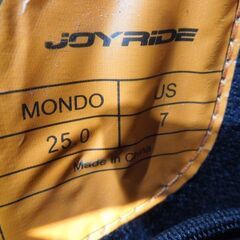 JOYRIDE
MONDO US
25.0 7
Made in China